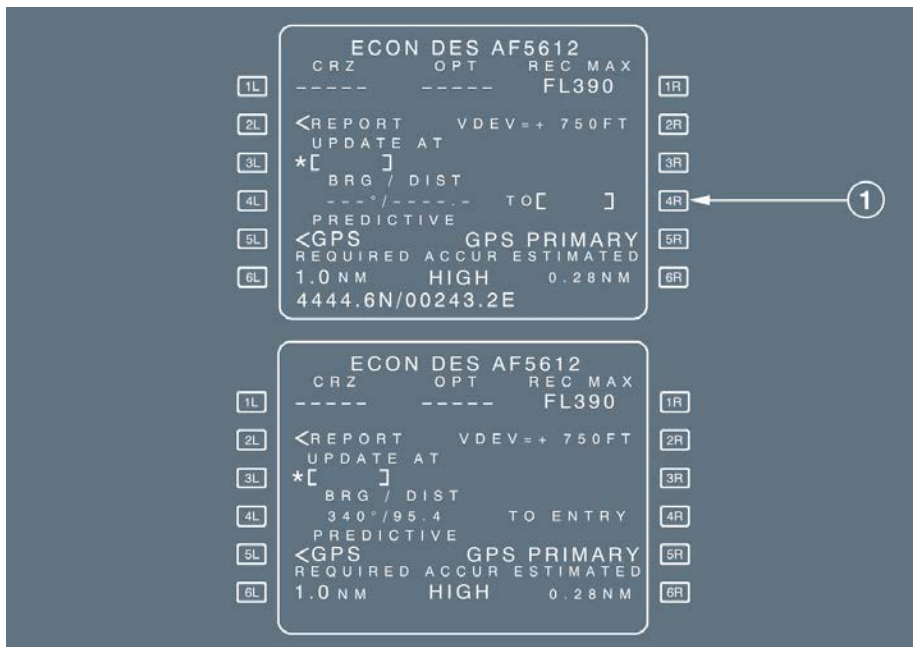 ECON DES AF5612
CRZ OPT REC MAX
1L ----- ----- FL390 1R
2L <REPORT VDEV=+ 750FT 2R
UPDATE AT
3L *[ ] 3R
BRG / DIST
4L ---°/----.- TO[ ] 4R 1
PREDICTIVE
5L <GPS GPS PRIMARY 5R
REQUIRED ACCUR ESTIMATED
6L 1.0NM HIGH 0.28NM 6R
4444.6N/00243.2E
ECON DES AF5612
CRZ OPT REC MAX
1L ----- ----- FL390 1R
2L <REPORT VDEV=+ 750FT 2R
UPDATE AT
3L *[ ] 3R
BRG / DIST
4L 340°/95.4 TO ENTRY 4R
PREDICTIVE
5L <GPS GPS PRIMARY 5R
REQUIRED ACCUR ESTIMATED
6L 1.0NM HIGH 0.28NM 6R